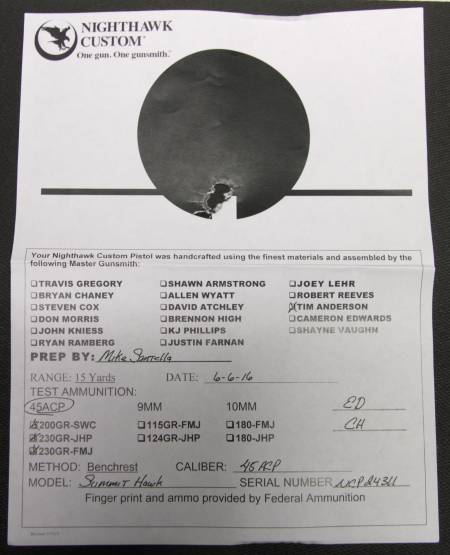 NIGHTHAWK
CUSTOM
One gun. One gunsmith.
Your Nighthawk Custom Pistol was handcrafted using the finest materials and assembled by the
following Master Gunsmith:
TRAVIS GREGORY SHAWN ARMSTRONG JOEY LEHR
BRYAN CHANEY ALLEN WYATT ROBERT REEVES
STEVEN COX DAVID ATCHLEY TIM ANDERSON
DON MORRIS BRENNON HIGH CAMERON EDWARDS
JOHN KNIESS KJ PHILLIPS SHAYNE VAUGHN
RYAN RAMBERG JUSTIN FARNAN
PREP BY: Mike
RANGE: 15 Yards DATE: 6-6-16
TEST AMMUNITION:
45ACP 9MM 10MM ED
200GR-SWC 115GR-FMJ 180-FMJ CH
230GR-JHP 124GR-JHP 180-JHP
230GR-FMJ
METHOD: Benchrest CALIBER: 45 ACP
MODEL: Summit Hawk SERIAL NUMBER NCP24311
Finger print and ammo provided by Federal Ammunition